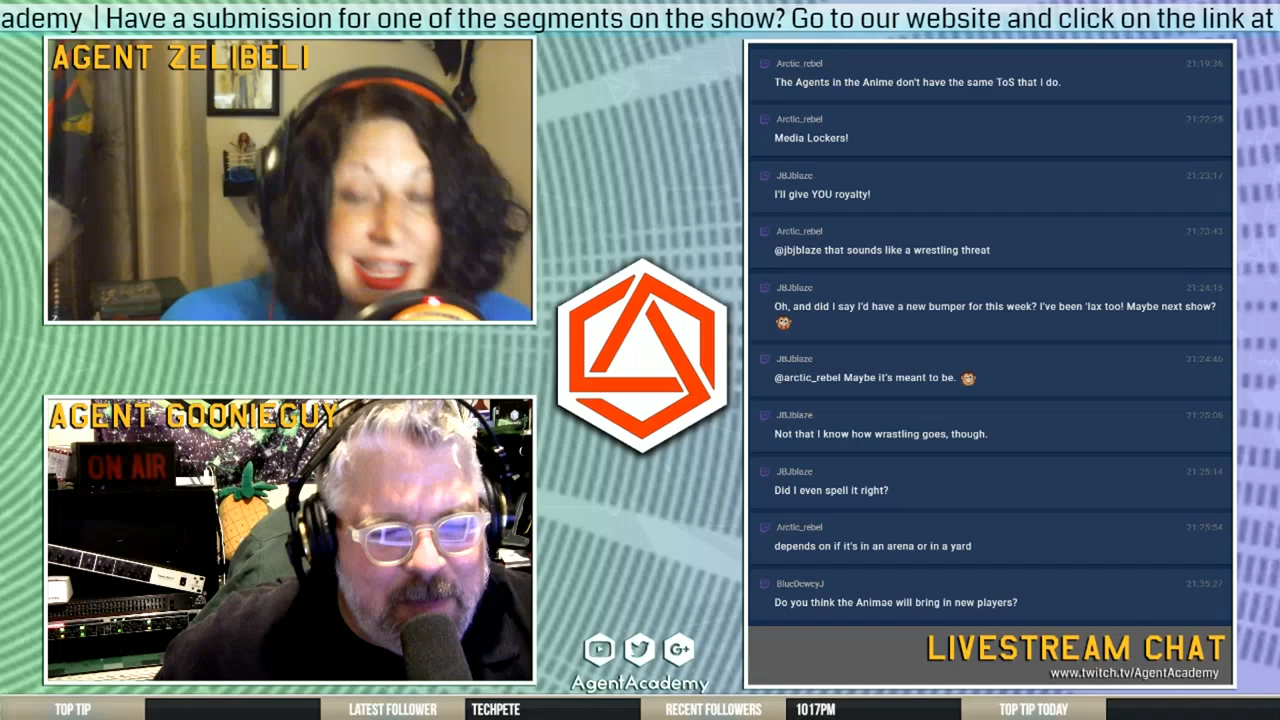 ademy | Have a submission for one of the segments on the show? Go to our website and click on the link at
AGENT ZELIBELI
AGENT GOONIEGUY
ON AIR
AgentAcademy
Arctic_rebel 21:19:36
The Agents in the Anime don't have the same ToS that I do.
Arctic_rebel 21:22:25
Media Lockers!
JBJblaze 21:23:17
I'll give YOU royalty!
Arctic_rebel 21:23:43
@jbjblaze that sounds like a wrestling threat
JBJblaze 21:24:15
Oh, and did I say I'd have a new bumper for this week? I've been 'lax too! Maybe next show?
JBJblaze 21:24:46
@arctic_rebel Maybe it's meant to be.
JBJblaze 21:25:06
Not that I know how wrastling goes, though.
JBJblaze 21:25:14
Did I even spell it right?
Arctic_rebel 21:25:54
depends on if it's in an arena or in a yard
BlueDeweyJ 21:35:27
Do you think the Animae will bring in new players?
LIVESTREAM CHAT
www.twitch.tv/AgentAcademy
TOP TIP LATEST FOLLOWER TECHPETE RECENT FOLLOWERS 1017PM TOP TIP TODAY